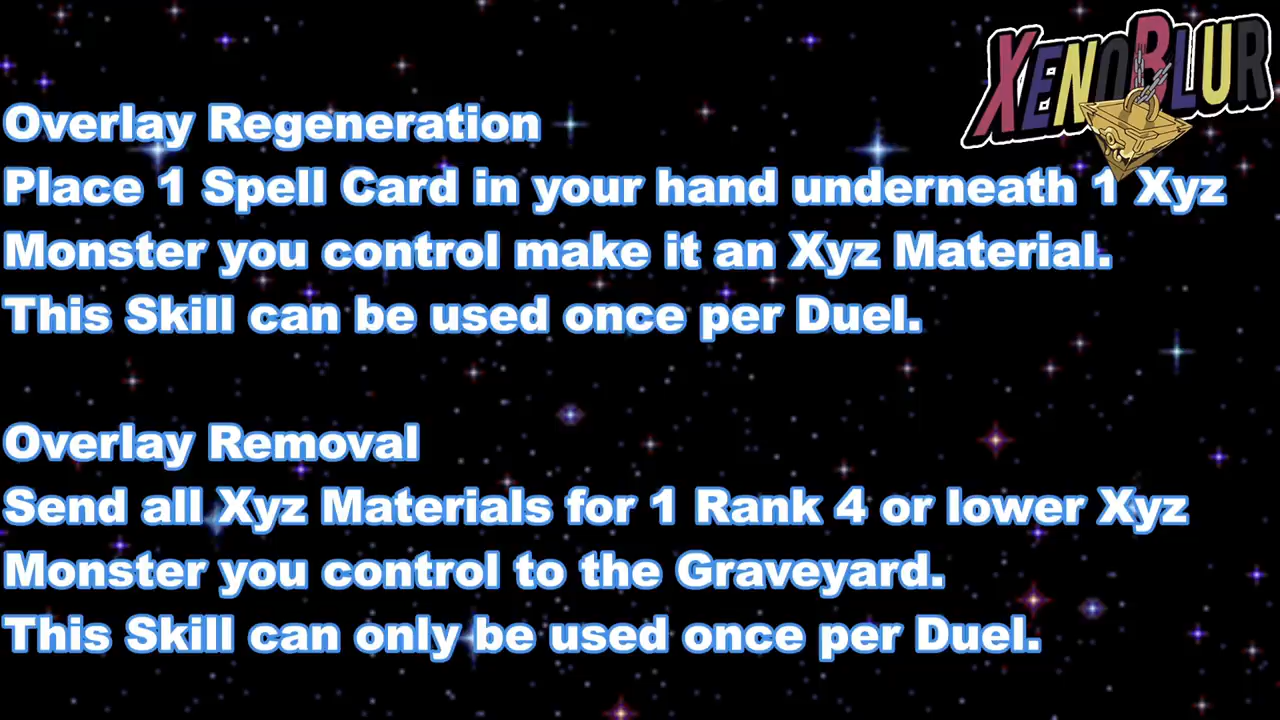 XENOBLUR
Overlay Regeneration
Place 1 Spell Card in your hand underneath 1 Xyz
Monster you control make it an Xyz Material.
This Skill can be used once per Duel.
Overlay Removal
Send all Xyz Materials for 1 Rank 4 or lower Xyz
Monster you control to the Graveyard.
This Skill can only be used once per Duel.